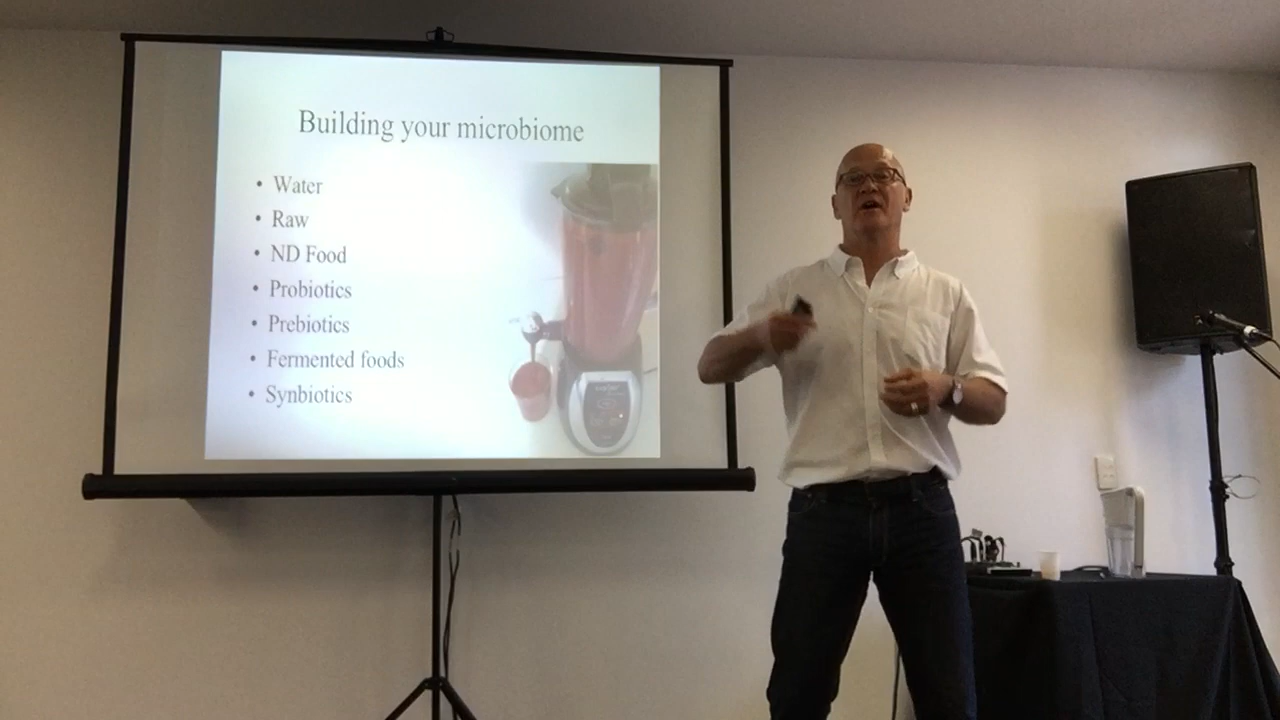 Building your microbiome
• Water
• Raw
• ND Food
• Probiotics
• Prebiotics
• Fermented foods
• Synbiotics